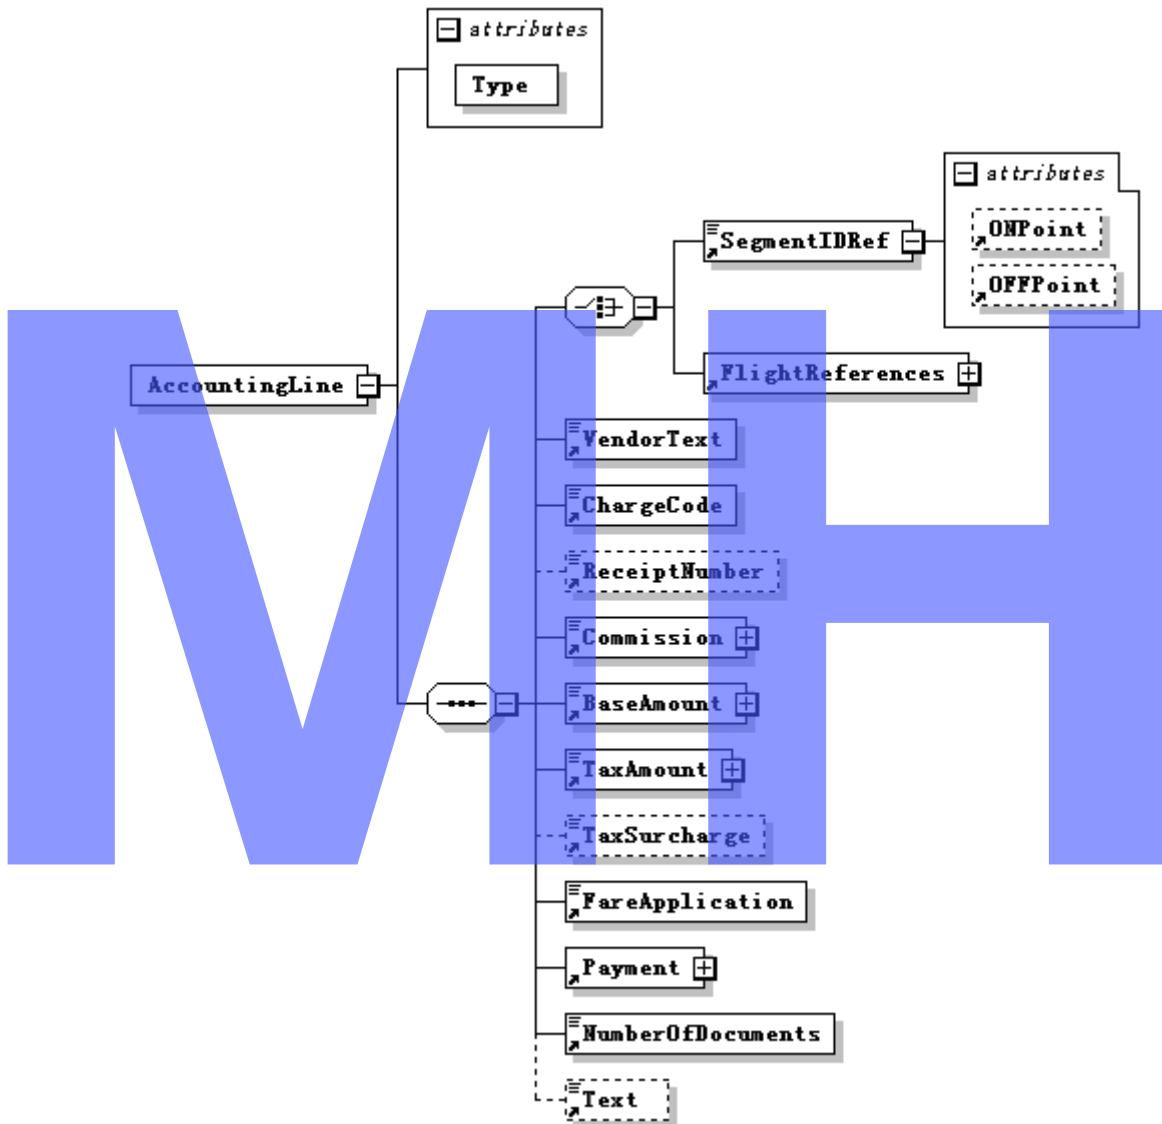 attributes
Type
attributes
ONPoint
OFFPoint
SegmentIDRef
FlightReferences
AccountingLine
VendorText
ChargeCode
ReceiptNumber
Commission
BaseAmount
TaxAmount
TaxSurcharge
FareApplication
Payment
NumberOfDocuments
Text
MH